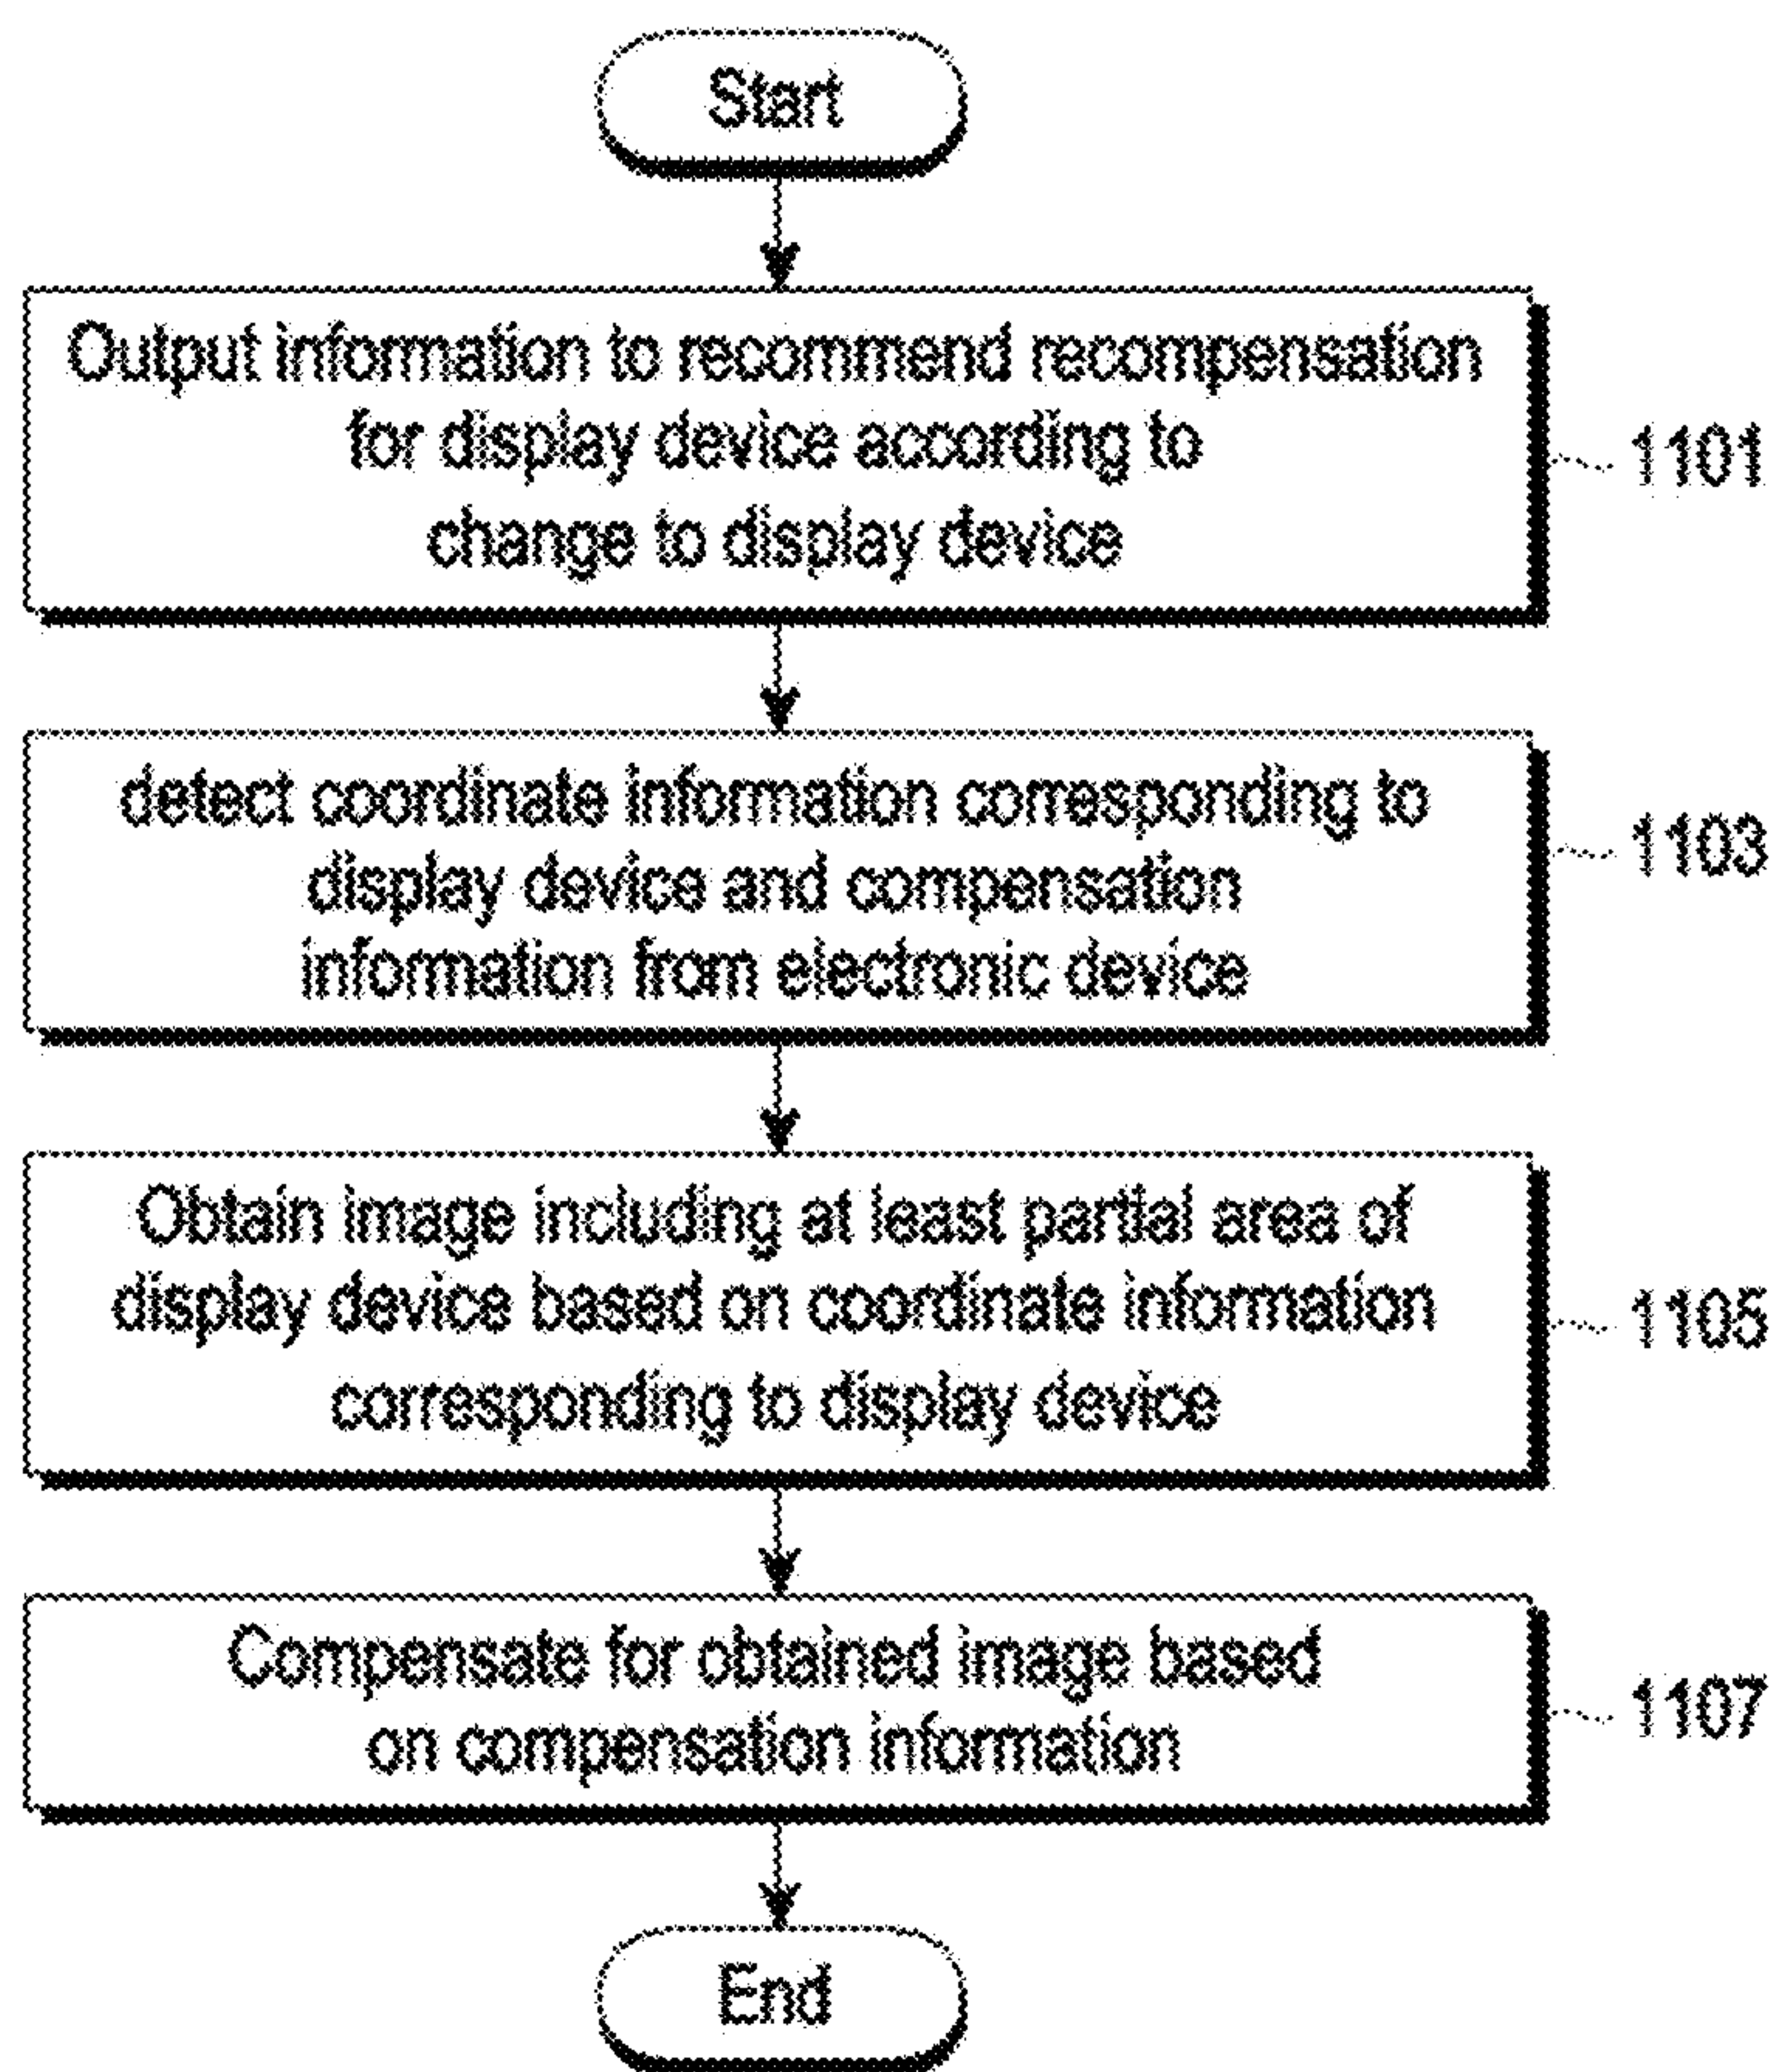 Start
Output information to recommend recompensation
for display device according to
change to display device
1101
detect coordinate information corresponding to
display device and compensation
information from electronic device
1103
Obtain image including at least partial area of
display device based on coordinate information
corresponding to display device
1105
Compensate for obtained image based
on compensation information
1107
End